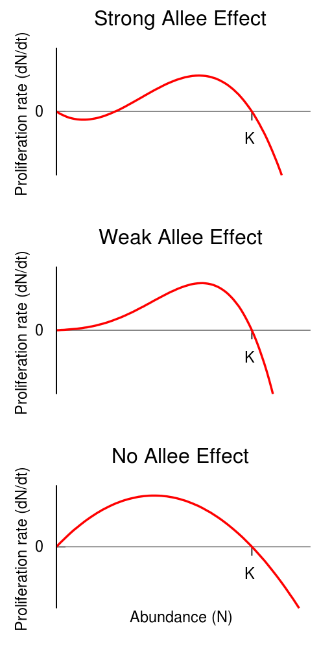 Strong Allee Effect
Proliferation rate (dN/dt)
0
K
Weak Allee Effect
Proliferation rate (dN/dt)
0
K
No Allee Effect
Proliferation rate (dN/dt)
0
K
Abundance (N)